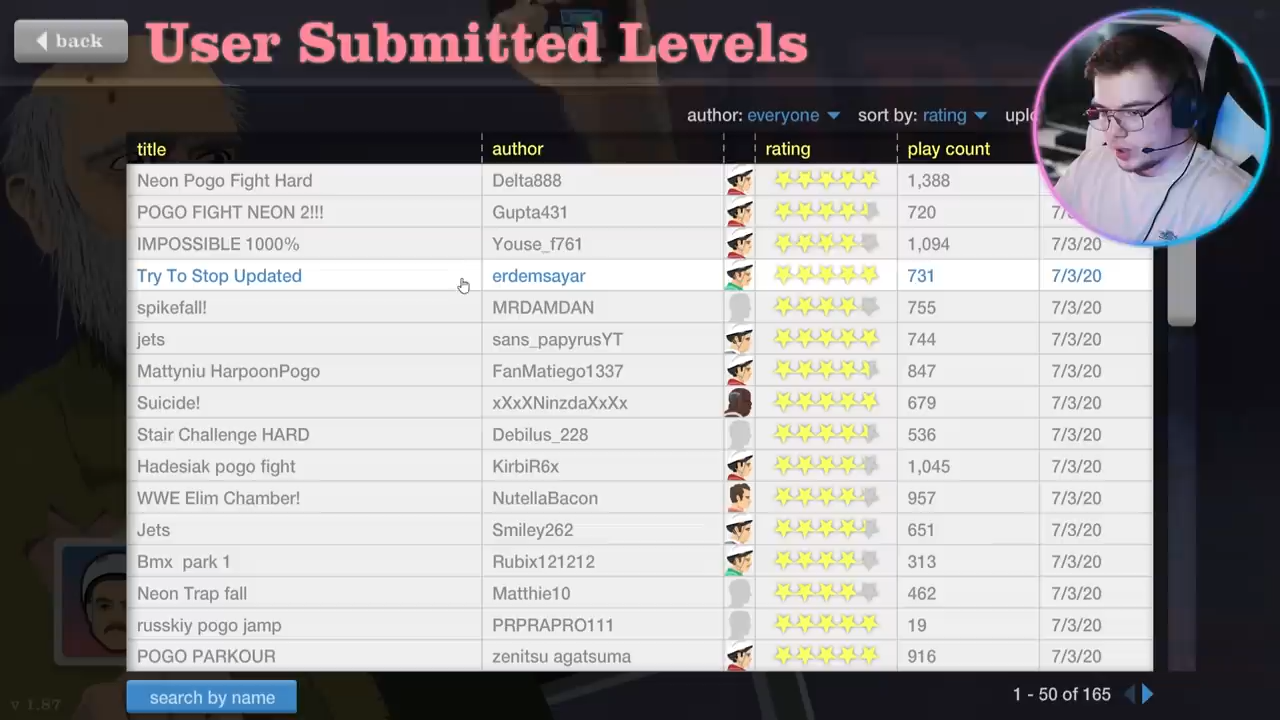 back
User Submitted Levels
author: everyone sort by: rating
title author rating play count
Neon Pogo Fight Hard Delta888 1,388
POGO FIGHT NEON 2!!! Gupta431 720
IMPOSSIBLE 1000% Youse_f761 1,094
Try To Stop Updated erdemsayar 731 7/3/20
spikefall! MRDAMDAN 755 7/3/20
jets sans_papyrusYT 744 7/3/20
Mattyniu HarpoonPogo FanMatiego1337 847 7/3/20
Suicide! xXxXNinzdaXxXx 679 7/3/20
Stair Challenge HARD Debilus_228 536 7/3/20
Hadesiak pogo fight KirbiR6x 1,045 7/3/20
WWE Elim Chamber! NutellaBacon 957 7/3/20
Jets Smiley262 651 7/3/20
Bmx park 1 Rubix121212 313 7/3/20
Neon Trap fall Matthie10 462 7/3/20
russkiy pogo jamp PRPRAPRO111 19 7/3/20
POGO PARKOUR zenitsu agatsuma 916 7/3/20
search by name 1 - 50 of 165
v 1.87